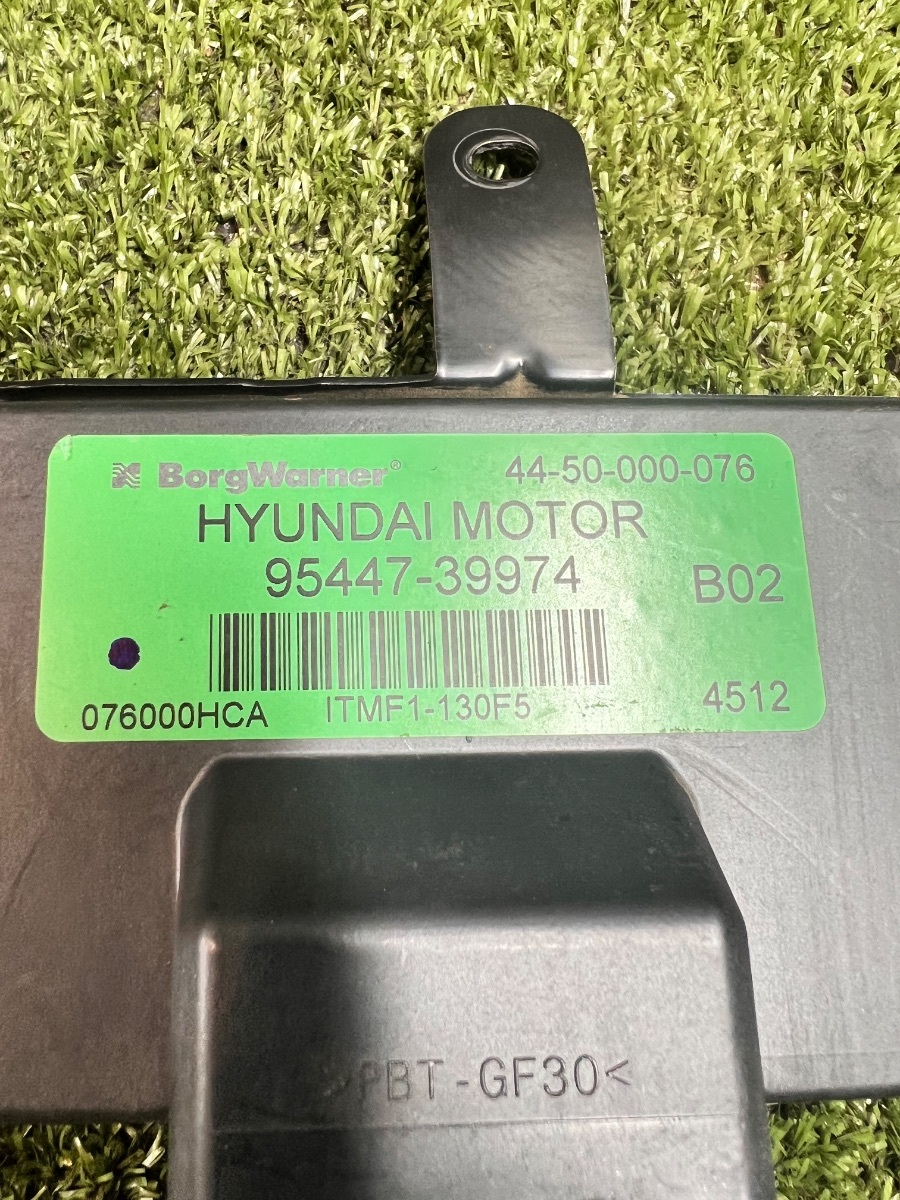 BorgWarner® 44-50-000-076
HYUNDAI MOTOR
95447-39974 B02
076000HCA ITMF1-130F5 4512
>PBT-GF30<